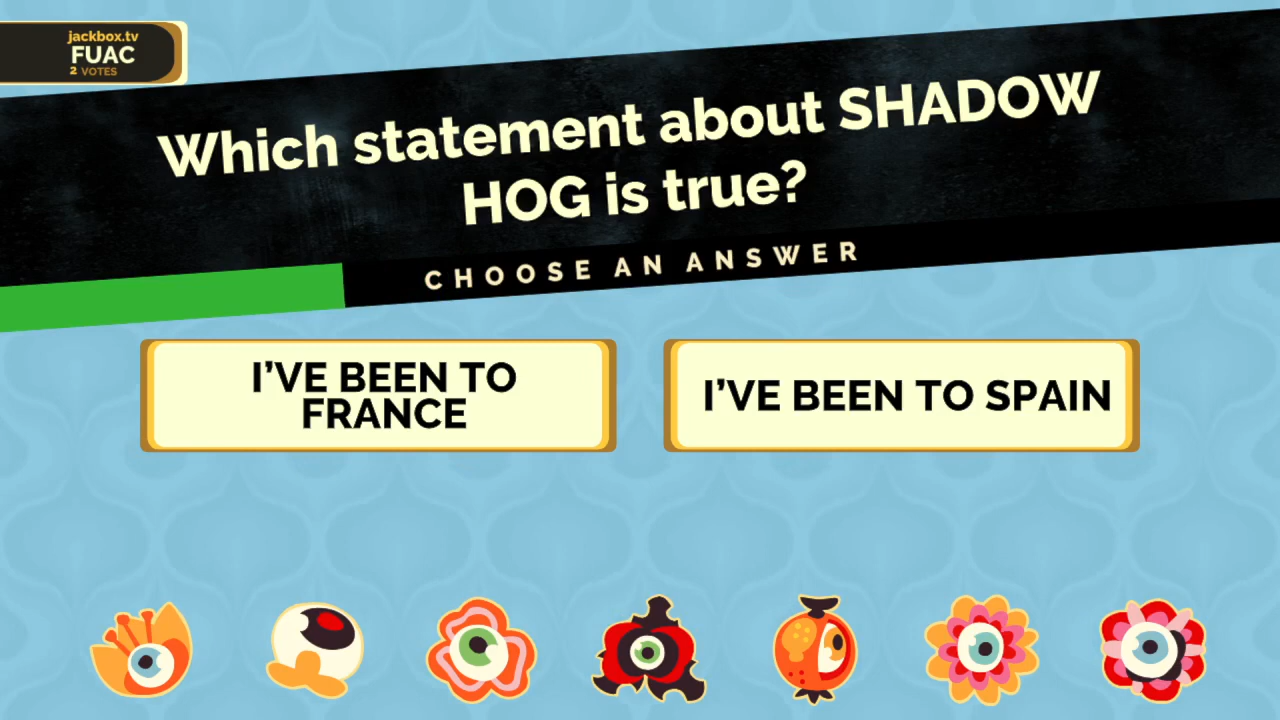 jackbox.tv
FUAC
2 VOTES
Which statement about SHADOW
HOG is true?
CHOOSE AN ANSWER
I'VE BEEN TO
FRANCE
I'VE BEEN TO SPAIN